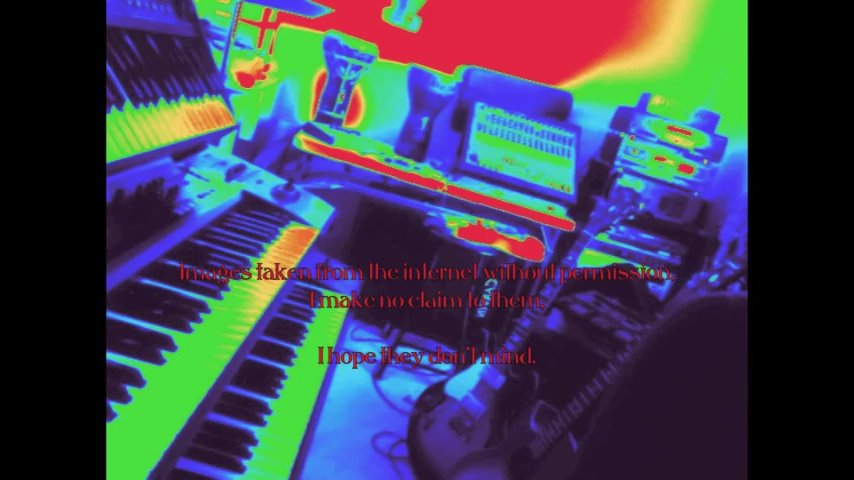 Images taken from the internet without permission.
I make no claim to them.
I hope they don't mind.